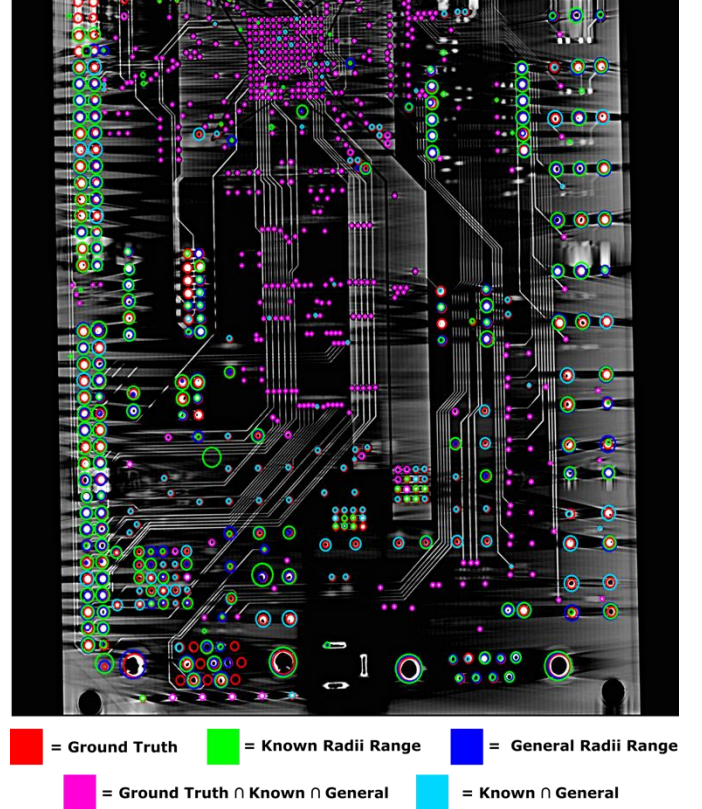 = Ground Truth
= Known Radii Range
= General Radii Range
= Ground Truth ∩ Known ∩ General
= Known ∩ General